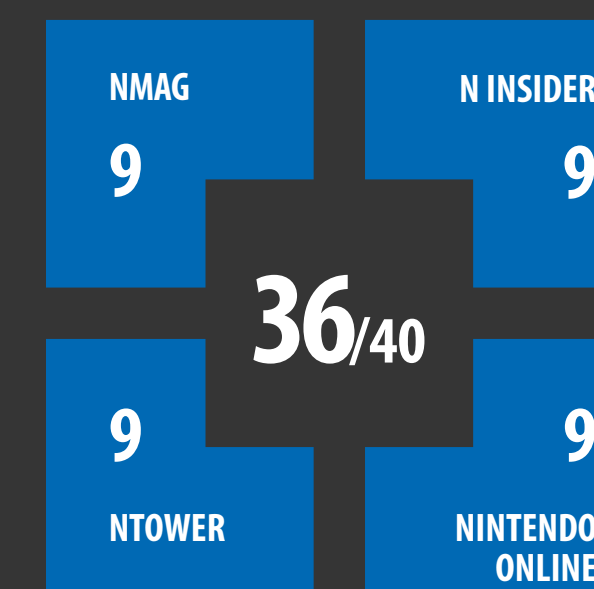 NMAG
N INSIDER
9
9
36/40
9
9
NTOWER
NINTENDO
ONLINE